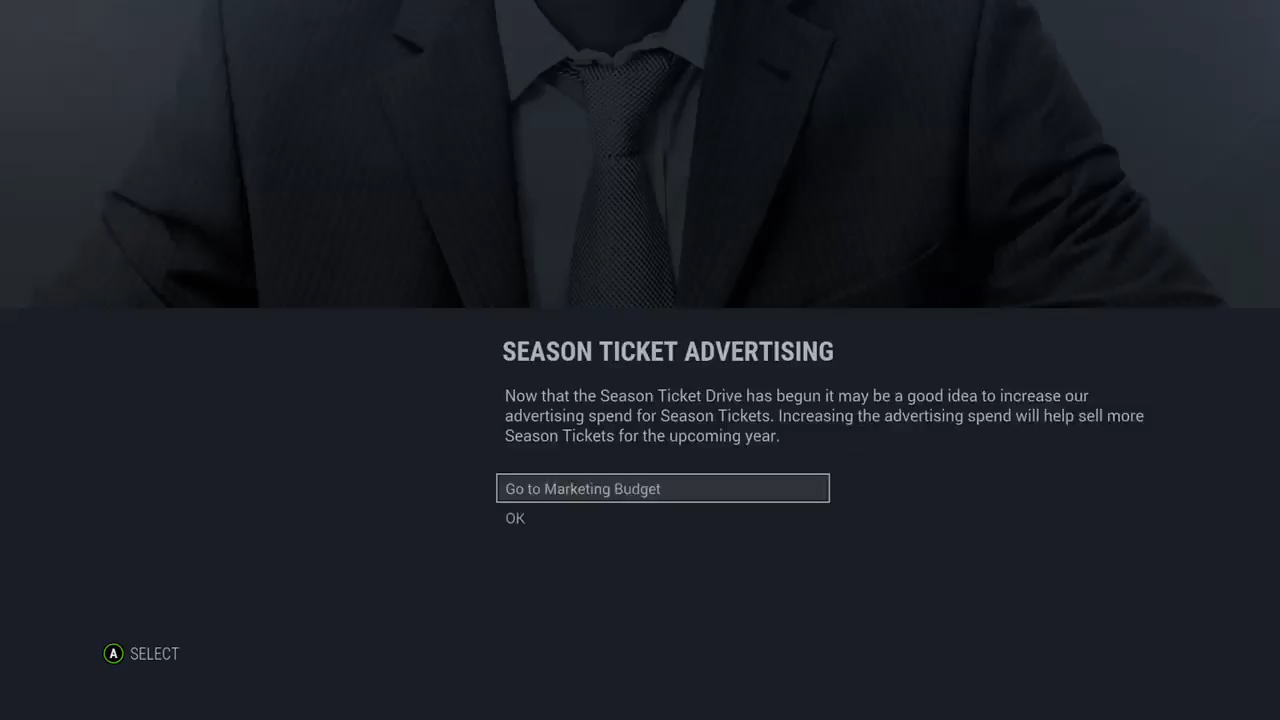 SEASON TICKET ADVERTISING
Now that the Season Ticket Drive has begun it may be a good idea to increase our
advertising spend for Season Tickets. Increasing the advertising spend will help sell more
Season Tickets for the upcoming year.
Go to Marketing Budget
OK
A SELECT